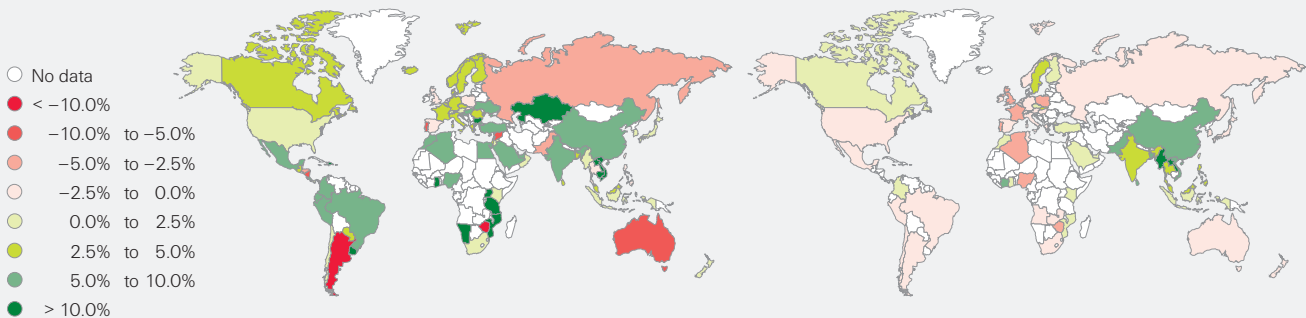 No data
< −10.0%
−10.0% to −5.0%
−5.0% to −2.5%
−2.5% to 0.0%
0.0% to 2.5%
2.5% to 5.0%
5.0% to 10.0%
> 10.0%